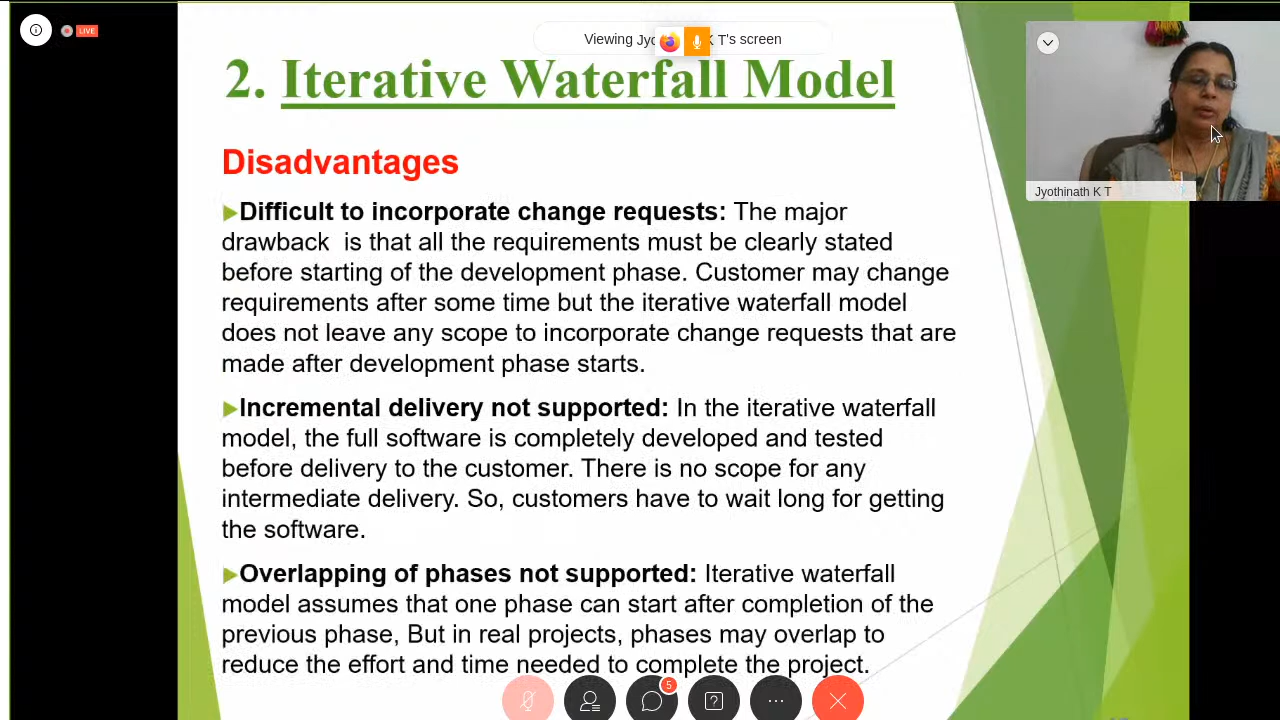 LIVE
Viewing Jyo K T's screen
2. Iterative Waterfall Model
Jyothinath K T
Disadvantages
Difficult to incorporate change requests: The major
drawback  is that all the requirements must be clearly stated
before starting of the development phase. Customer may change
requirements after some time but the iterative waterfall model
does not leave any scope to incorporate change requests that are
made after development phase starts.
Incremental delivery not supported: In the iterative waterfall
model, the full software is completely developed and tested
before delivery to the customer. There is no scope for any
intermediate delivery. So, customers have to wait long for getting
the software.
Overlapping of phases not supported: Iterative waterfall
model assumes that one phase can start after completion of the
previous phase, But in real projects, phases may overlap to
reduce the effort and time needed to complete the project.
5